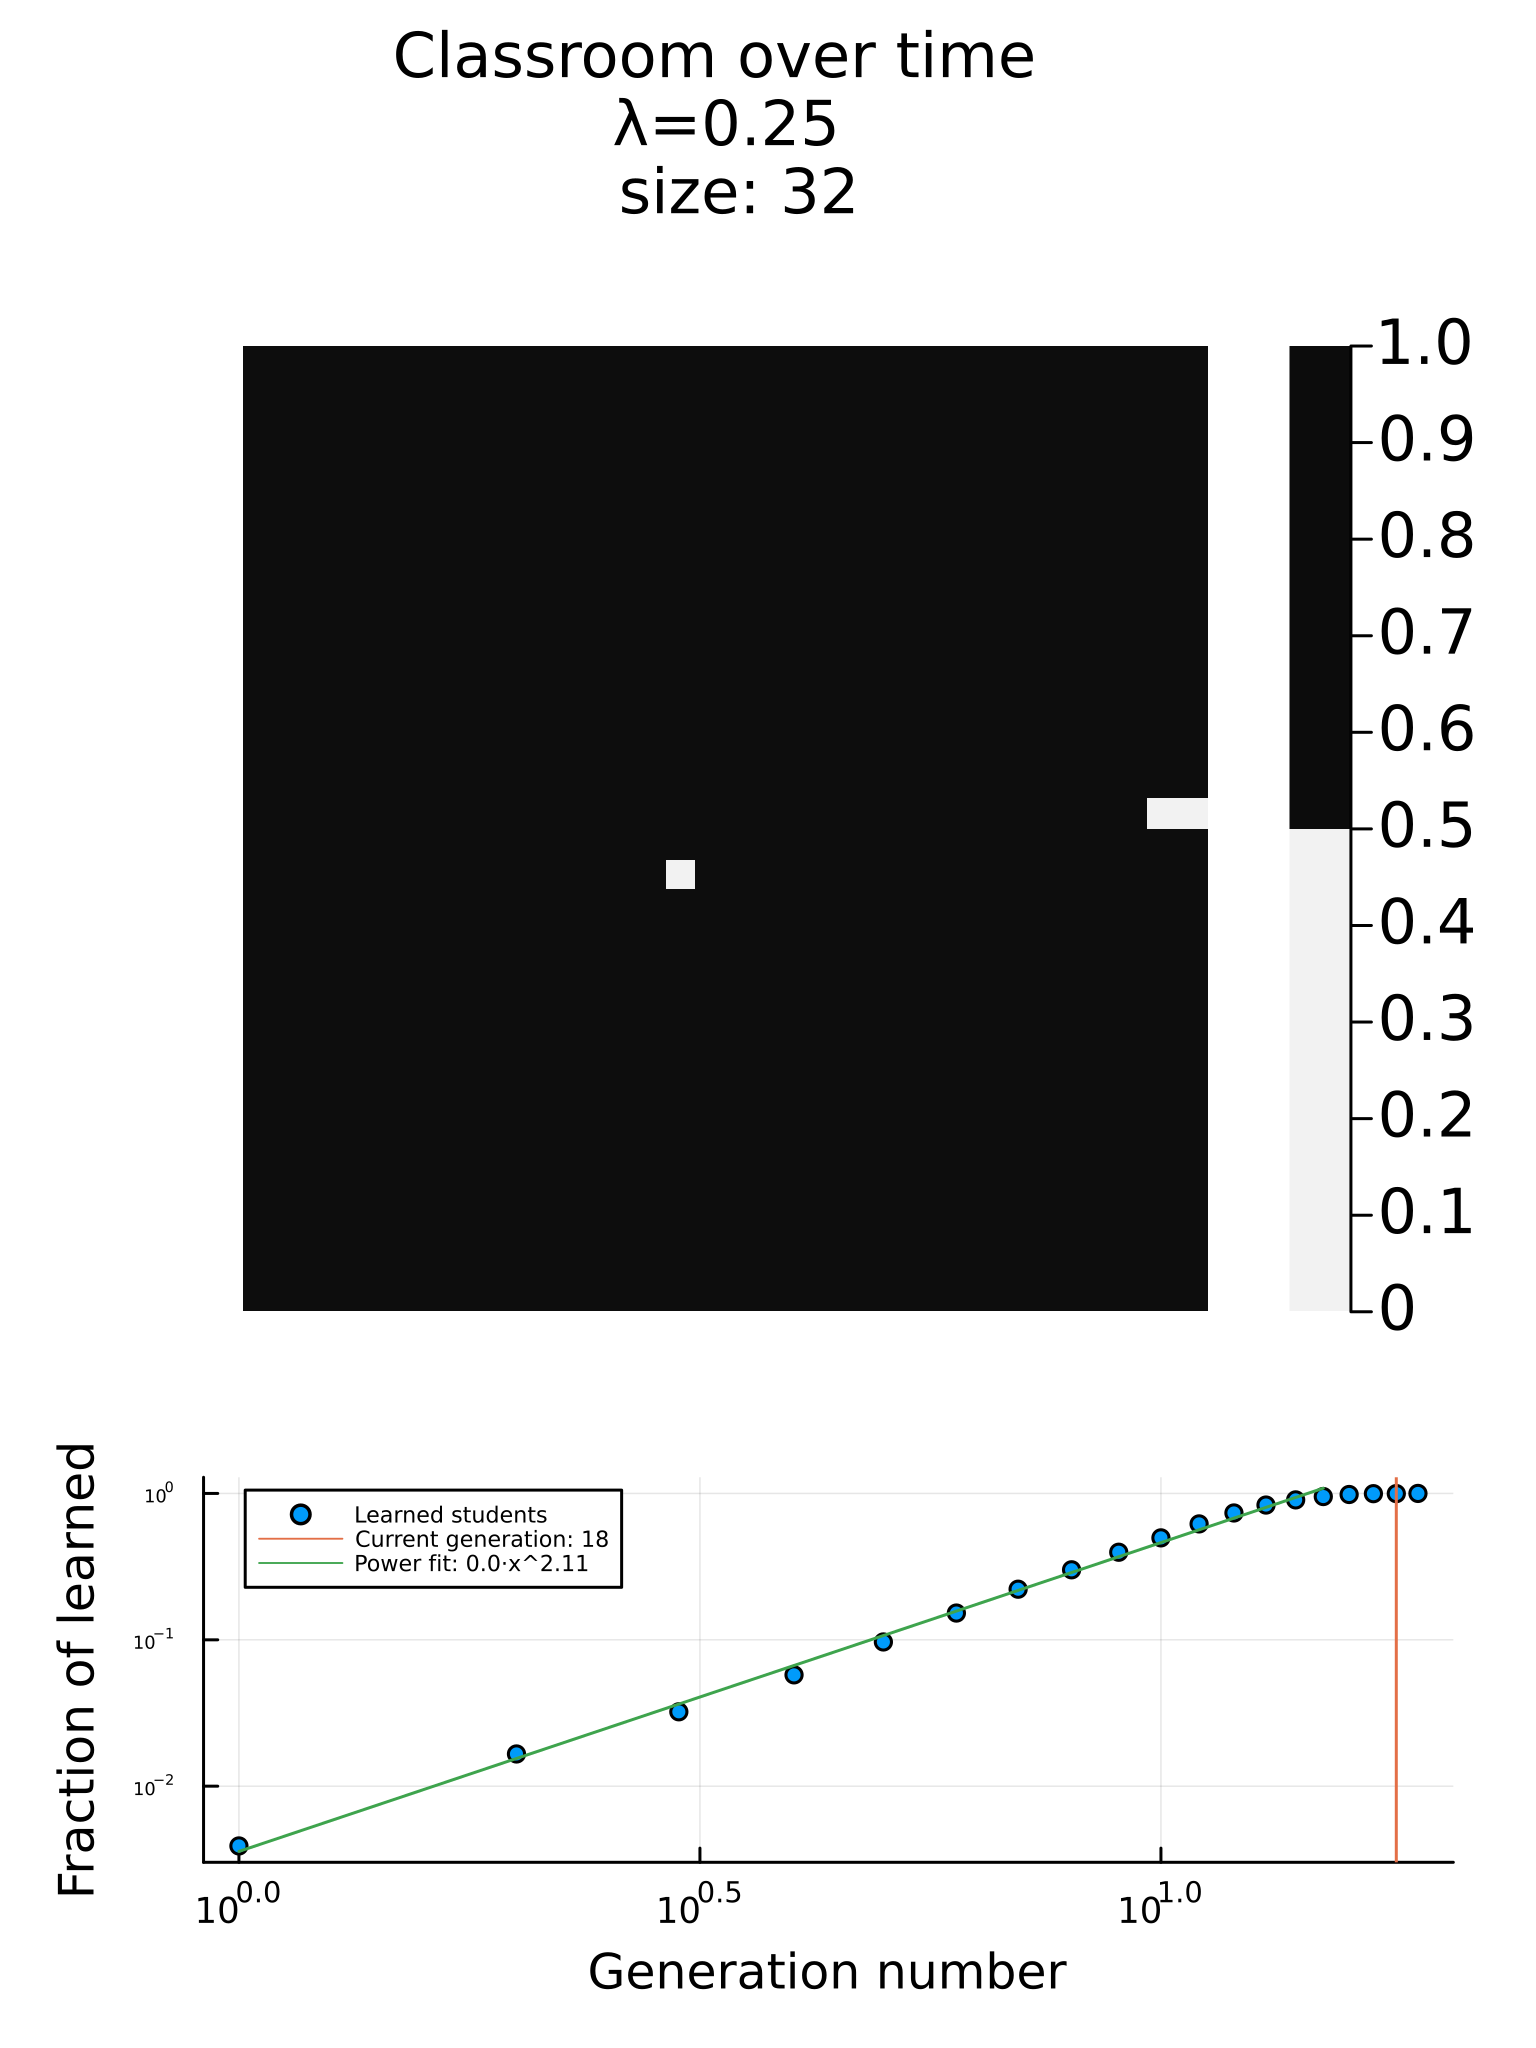 Classroom over time
λ=0.25
size: 32
1.0
0.9
0.8
0.7
0.6
0.5
0.4
0.3
0.2
0.1
0
Fraction of learned
10^0
10^-1
10^-2
Learned students
Current generation: 18
Power fit: 0.0·x^2.11
10^0.0
10^0.5
10^1.0
Generation number